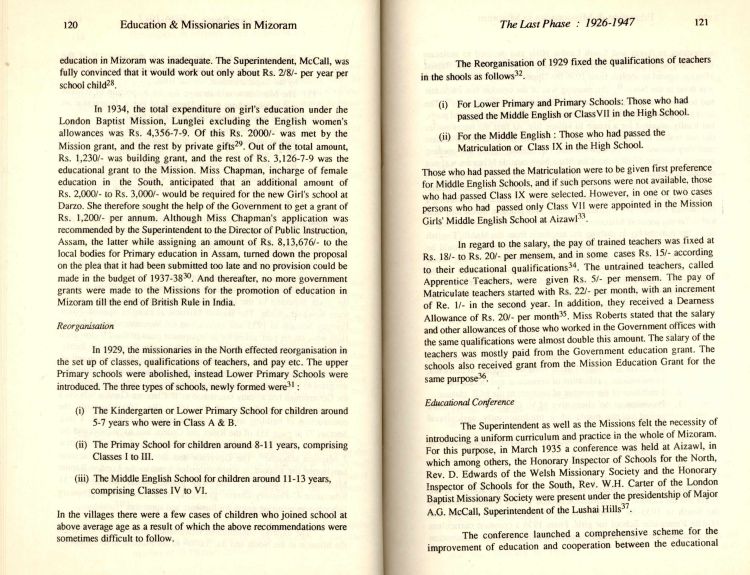 120 Education & Missionaries in Mizoram
education in Mizoram was inadequate. The Superintendent, McCall, was
fully convinced that it would work out only about Rs. 2/8/- per year per
school child28.
In 1934, the total expenditure on girl's education under the
London Baptist Mission, Lunglei excluding the English women's
allowances was Rs. 4,356-7-9. Of this Rs. 2000/- was met by the
Mission grant, and the rest by private gifts29. Out of the total amount,
Rs. 1,230/- was building grant, and the rest of Rs. 3,126-7-9 was the
educational grant to the Mission. Miss Chapman, incharge of female
education in the South, anticipated that an additional amount of
Rs. 2,000/- to Rs. 3,000/- would be required for the new Girl's school at
Darzo. She therefore sought the help of the Government to get a grant of
Rs. 1,200/- per annum. Although Miss Chapman's application was
recommended by the Superintendent to the Director of Public Instruction,
Assam, the latter while assigning an amount of Rs. 8,13,676/- to the
local bodies for Primary education in Assam, turned down the proposal
on the plea that it had been submitted too late and no provision could be
made in the budget of 1937-3830. And thereafter, no more government
grants were made to the Missions for the promotion of education in
Mizoram till the end of British Rule in India.
Reorganisation
In 1929, the missionaries in the North effected reorganisation in
the set up of classes, qualifications of teachers, and pay etc. The upper
Primary schools were abolished, instead Lower Primary Schools were
introduced. The three types of schools, newly formed were31 :
(i) The Kindergarten or Lower Primary School for children around
5-7 years who were in Class A & B.
(ii) The Primay School for children around 8-11 years, comprising
Classes I to III.
(iii) The Middle English School for children around 11-13 years,
comprising Classes IV to VI.
In the villages there were a few cases of children who joined school at
above average age as a result of which the above recommendations were
sometimes difficult to follow.
The Last Phase : 1926-1947 121
The Reorganisation of 1929 fixed the qualifications of teachers
in the shools as follows32.
(i) For Lower Primary and Primary Schools: Those who had
passed the Middle English or ClassVII in the High School.
(ii) For the Middle English : Those who had passed the
Matriculation or Class IX in the High School.
Those who had passed the Matriculation were to be given first preference
for Middle English Schools, and if such persons were not available, those
who had passed Class IX were selected. However, in one or two cases
persons who had passed only Class VII were appointed in the Mission
Girls' Middle English School at Aizawl33.
In regard to the salary, the pay of trained teachers was fixed at
Rs. 18/- to Rs. 20/- per mensem, and in some cases Rs. 15/- according
to their educational qualifications34. The untrained teachers, called
Apprentice Teachers, were given Rs. 5/- per mensem. The pay of
Matriculate teachers started with Rs. 22/- per month, with an increment
of Re. 1/- in the second year. In addition, they received a Dearness
Allowance of Rs. 20/- per month35. Miss Roberts stated that the salary
and other allowances of those who worked in the Government offices with
the same qualifications were almost double this amount. The salary of the
teachers was mostly paid from the Government education grant. The
schools also received grant from the Mission Education Grant for the
same purpose36.
Educational Conference
The Superintendent as well as the Missions felt the necessity of
introducing a uniform curriculum and practice in the whole of Mizoram.
For this purpose, in March 1935 a conference was held at Aizawl, in
which among others, the Honorary Inspector of Schools for the North,
Rev. D. Edwards of the Welsh Missionary Society and the Honorary
Inspector of Schools for the South, Rev. W.H. Carter of the London
Baptist Missionary Society were present under the presidentship of Major
A.G. McCall, Superintendent of the Lushai Hills37.
The conference launched a comprehensive scheme for the
improvement of education and cooperation between the educational